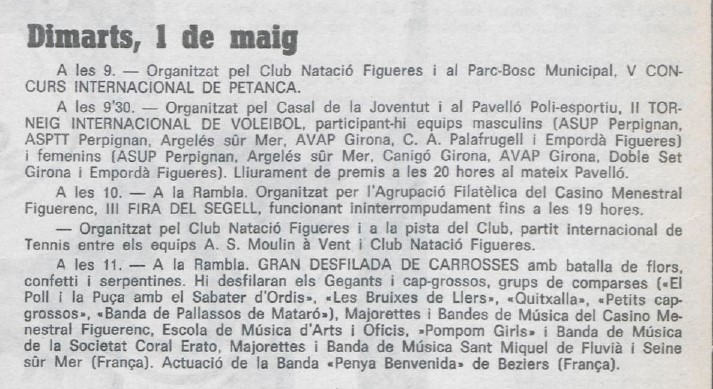 Dimarts, 1 de maig
A les 9. — Organitzat pel Club Natació Figueres i al Parc-Bosc Municipal, V CON-
CURS INTERNACIONAL DE PETANCA.
A les 9'30. — Organitzat pel Casal de la Joventut i al Pavelló Poli-esportiu, II TOR-
NEIG INTERNACIONAL DE VOLEIBOL, participant-hi equips masculins (ASUP Perpignan,
ASPTT Perpignan, Argelés sûr Mer, AVAP Girona, C. A. Palafrugell i Empordà Figueres)
i femenins (ASUP Perpignan, Argelés sûr Mer, Canigó Girona, AVAP Girona, Doble Set
Girona i Empordà Figueres). Lliurament de premis a les 20 hores al mateix Pavelló.
A les 10. — A la Rambla. Organitzat per l'Agrupació Filatèlica del Casino Menestral
Figuerenc, III FIRA DEL SEGELL, funcionant ininterrompudament fins a les 19 hores.
— Organitzat pel Club Natació Figueres i a la pista del Club, partit internacional de
Tennis entre els equips A. S. Moulin à Vent i Club Natació Figueres.
A les 11. — A la Rambla. GRAN DESFILADA DE CARROSSES amb batalla de flors,
confetti i serpentines. Hi desfilaran els Gegants i cap-grossos, grups de comparses («El
Poll i la Puça amb el Sabater d'Ordis», «Les Bruixes de Llers», «Quitxalla», «Petits cap-
grossos», «Banda de Pallassos de Mataró»), Majorettes i Bandes de Música del Casino Me-
nestral Figuerenc, Escola de Música d'Arts i Oficis, «Pompom Girls» i Banda de Música
de la Societat Coral Erato, Majorettes i Banda de Música Sant Miquel de Fluvià i Seine
sûr Mer (França). Actuació de la Banda «Penya Benvenida» de Beziers (França).